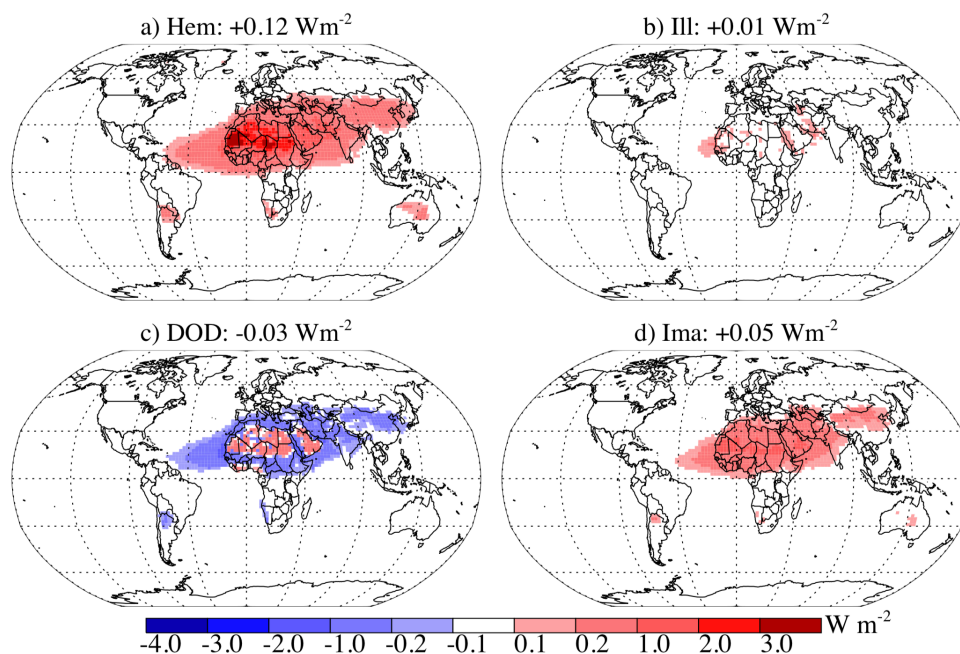 a) Hem: +0.12 Wm⁻²
b) Ill: +0.01 Wm⁻²
c) DOD: -0.03 Wm⁻²
d) Ima: +0.05 Wm⁻²
W m⁻²
-4.0 -3.0 -2.0 -1.0 -0.2 -0.1 0.1 0.2 1.0 2.0 3.0